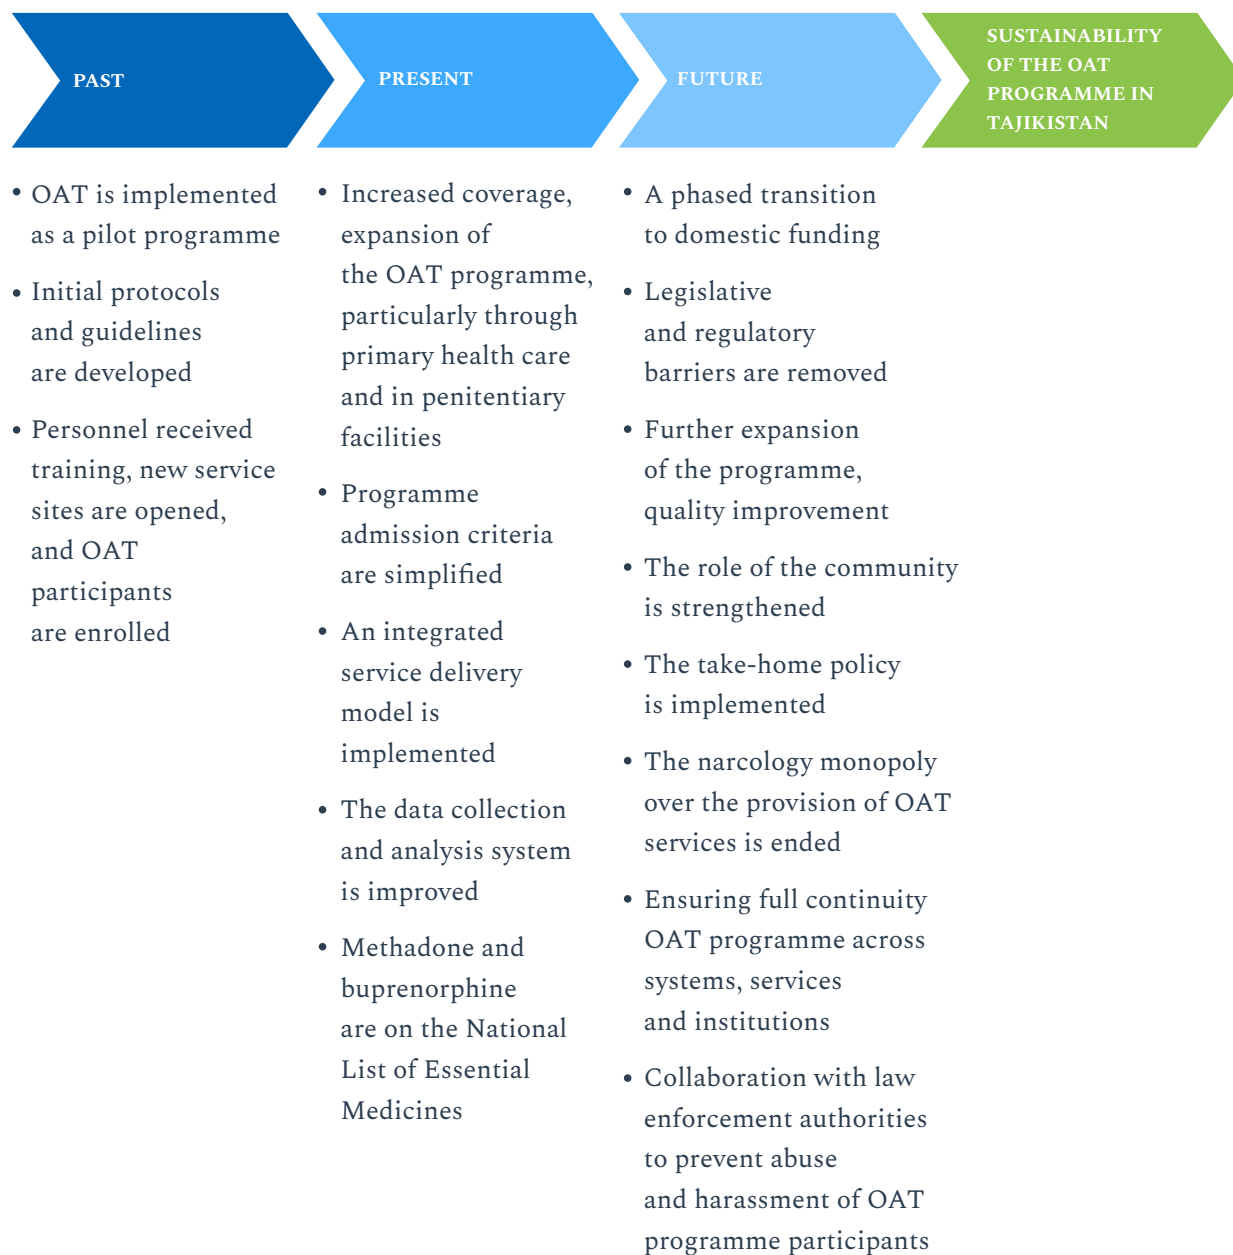 PAST
PRESENT
FUTURE
SUSTAINABILITY
OF THE OAT
PROGRAMME IN
TAJIKISTAN
• OAT is implemented
as a pilot programme
• Initial protocols
and guidelines
are developed
• Personnel received
training, new service
sites are opened,
and OAT
participants
are enrolled
• Increased coverage,
expansion of
the OAT programme,
particularly through
primary health care
and in penitentiary
facilities
• Programme
admission criteria
are simplified
• An integrated
service delivery
model is
implemented
• The data collection
and analysis system
is improved
• Methadone and
buprenorphine
are on the National
List of Essential
Medicines
• A phased transition
to domestic funding
• Legislative
and regulatory
barriers are removed
• Further expansion
of the programme,
quality improvement
• The role of the community
is strengthened
• The take-home policy
is implemented
• The narcology monopoly
over the provision of OAT
services is ended
• Ensuring full continuity
OAT programme across
systems, services
and institutions
• Collaboration with law
enforcement authorities
to prevent abuse
and harassment of OAT
programme participants